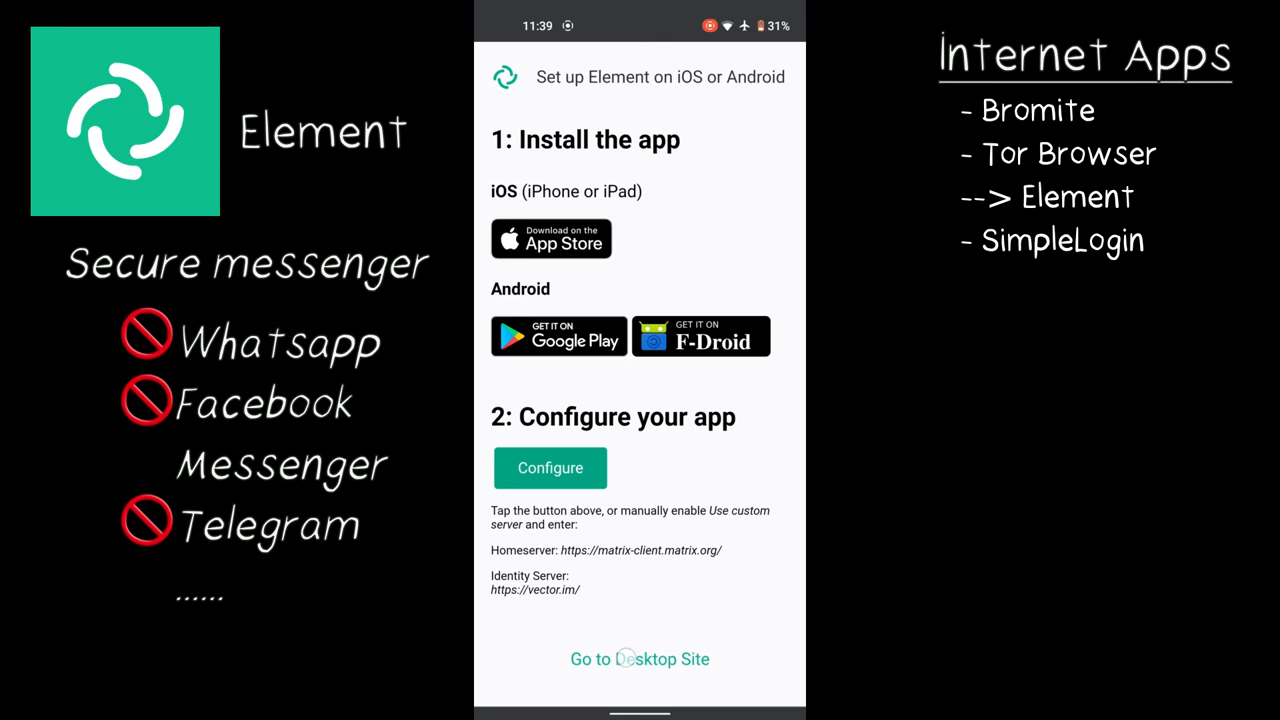 Element
Secure messenger
Whatsapp
Facebook
Messenger
Telegram
......
11:39
31%
Set up Element on iOS or Android
1: Install the app
iOS (iPhone or iPad)
Download on the
App Store
Android
GET IT ON
Google Play
GET IT ON
F-Droid
2: Configure your app
Configure
Tap the button above, or manually enable Use custom
server and enter:
Homeserver: https://matrix-client.matrix.org/
Identity Server:
https://vector.im/
Go to Desktop Site
Internet Apps
- Bromite
- Tor Browser
--> Element
- SimpleLogin